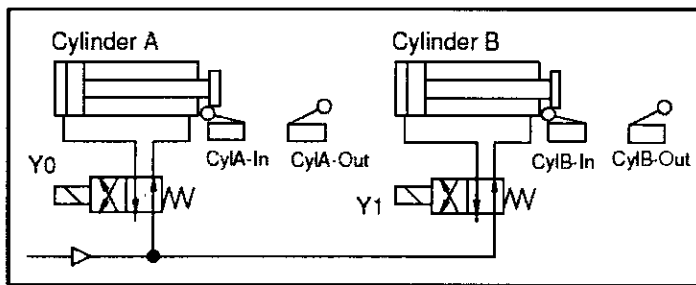 Cylinder A
Cylinder B
CylA-In
CylA-Out
CylB-In
CylB-Out
Y0
Y1